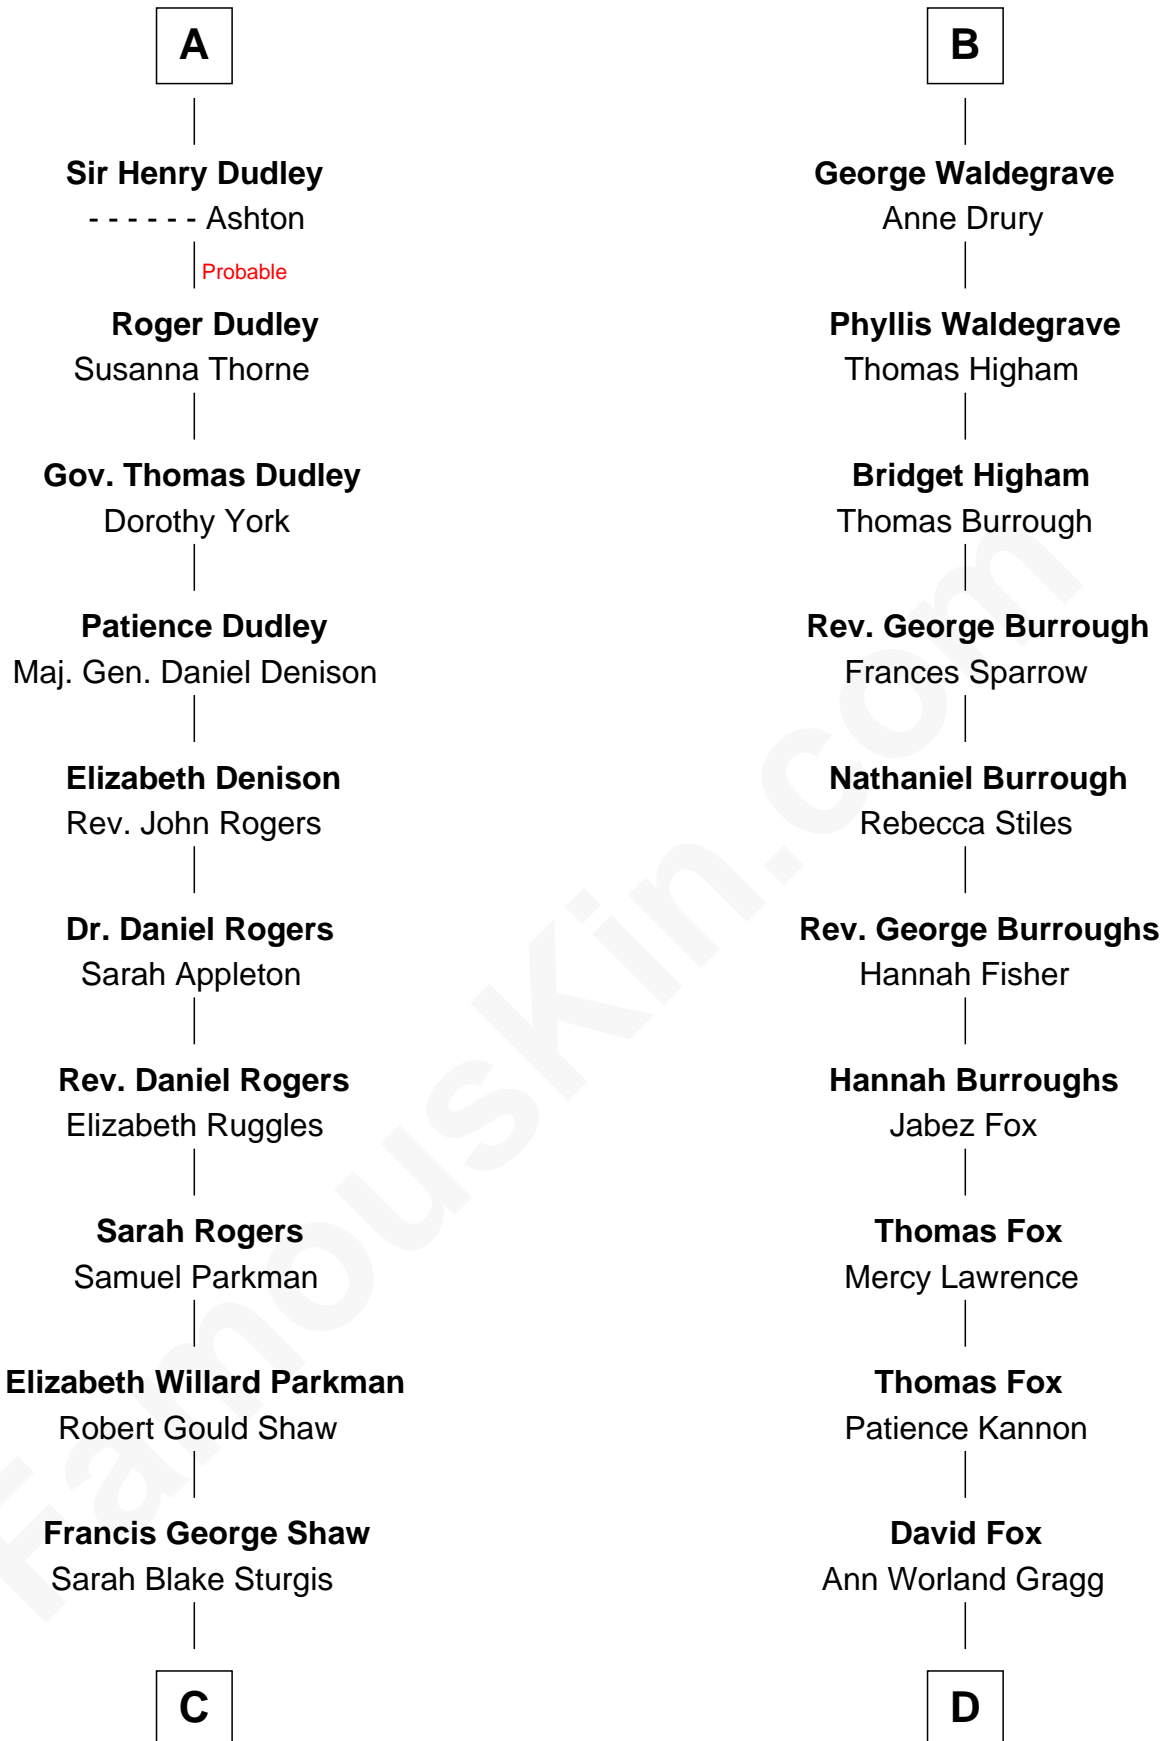 A
Sir Henry Dudley
- - - - - - Ashton
Probable
Roger Dudley
Susanna Thorne
Gov. Thomas Dudley
Dorothy York
Patience Dudley
Maj. Gen. Daniel Denison
Elizabeth Denison
Rev. John Rogers
Dr. Daniel Rogers
Sarah Appleton
Rev. Daniel Rogers
Elizabeth Ruggles
Sarah Rogers
Samuel Parkman
Elizabeth Willard Parkman
Robert Gould Shaw
Francis George Shaw
Sarah Blake Sturgis
C
B
George Waldegrave
Anne Drury
Phyllis Waldegrave
Thomas Higham
Bridget Higham
Thomas Burrough
Rev. George Burrough
Frances Sparrow
Nathaniel Burrough
Rebecca Stiles
Rev. George Burroughs
Hannah Fisher
Hannah Burroughs
Jabez Fox
Thomas Fox
Mercy Lawrence
Thomas Fox
Patience Kannon
David Fox
Ann Worland Gragg
D
FamousKin.com